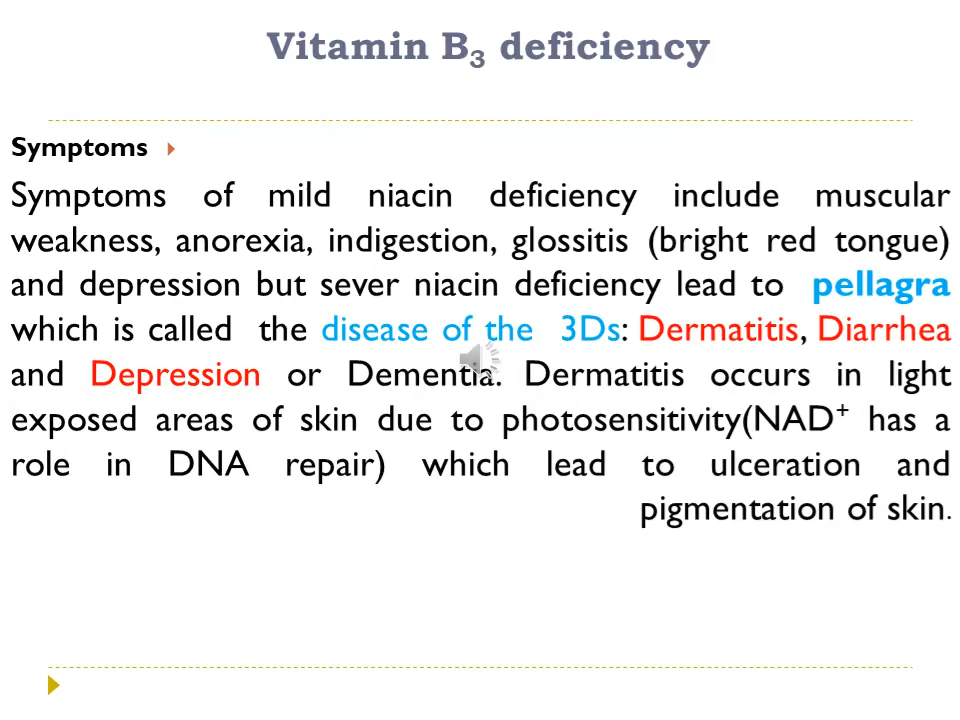 Vitamin B₃ deficiency
Symptoms
Symptoms of mild niacin deficiency include muscular
weakness, anorexia, indigestion, glossitis (bright red tongue)
and depression but sever niacin deficiency lead to pellagra
which is called the disease of the 3Ds: Dermatitis, Diarrhea
and Depression or Dementia. Dermatitis occurs in light
exposed areas of skin due to photosensitivity(NAD⁺ has a
role in DNA repair) which lead to ulceration and
pigmentation of skin.